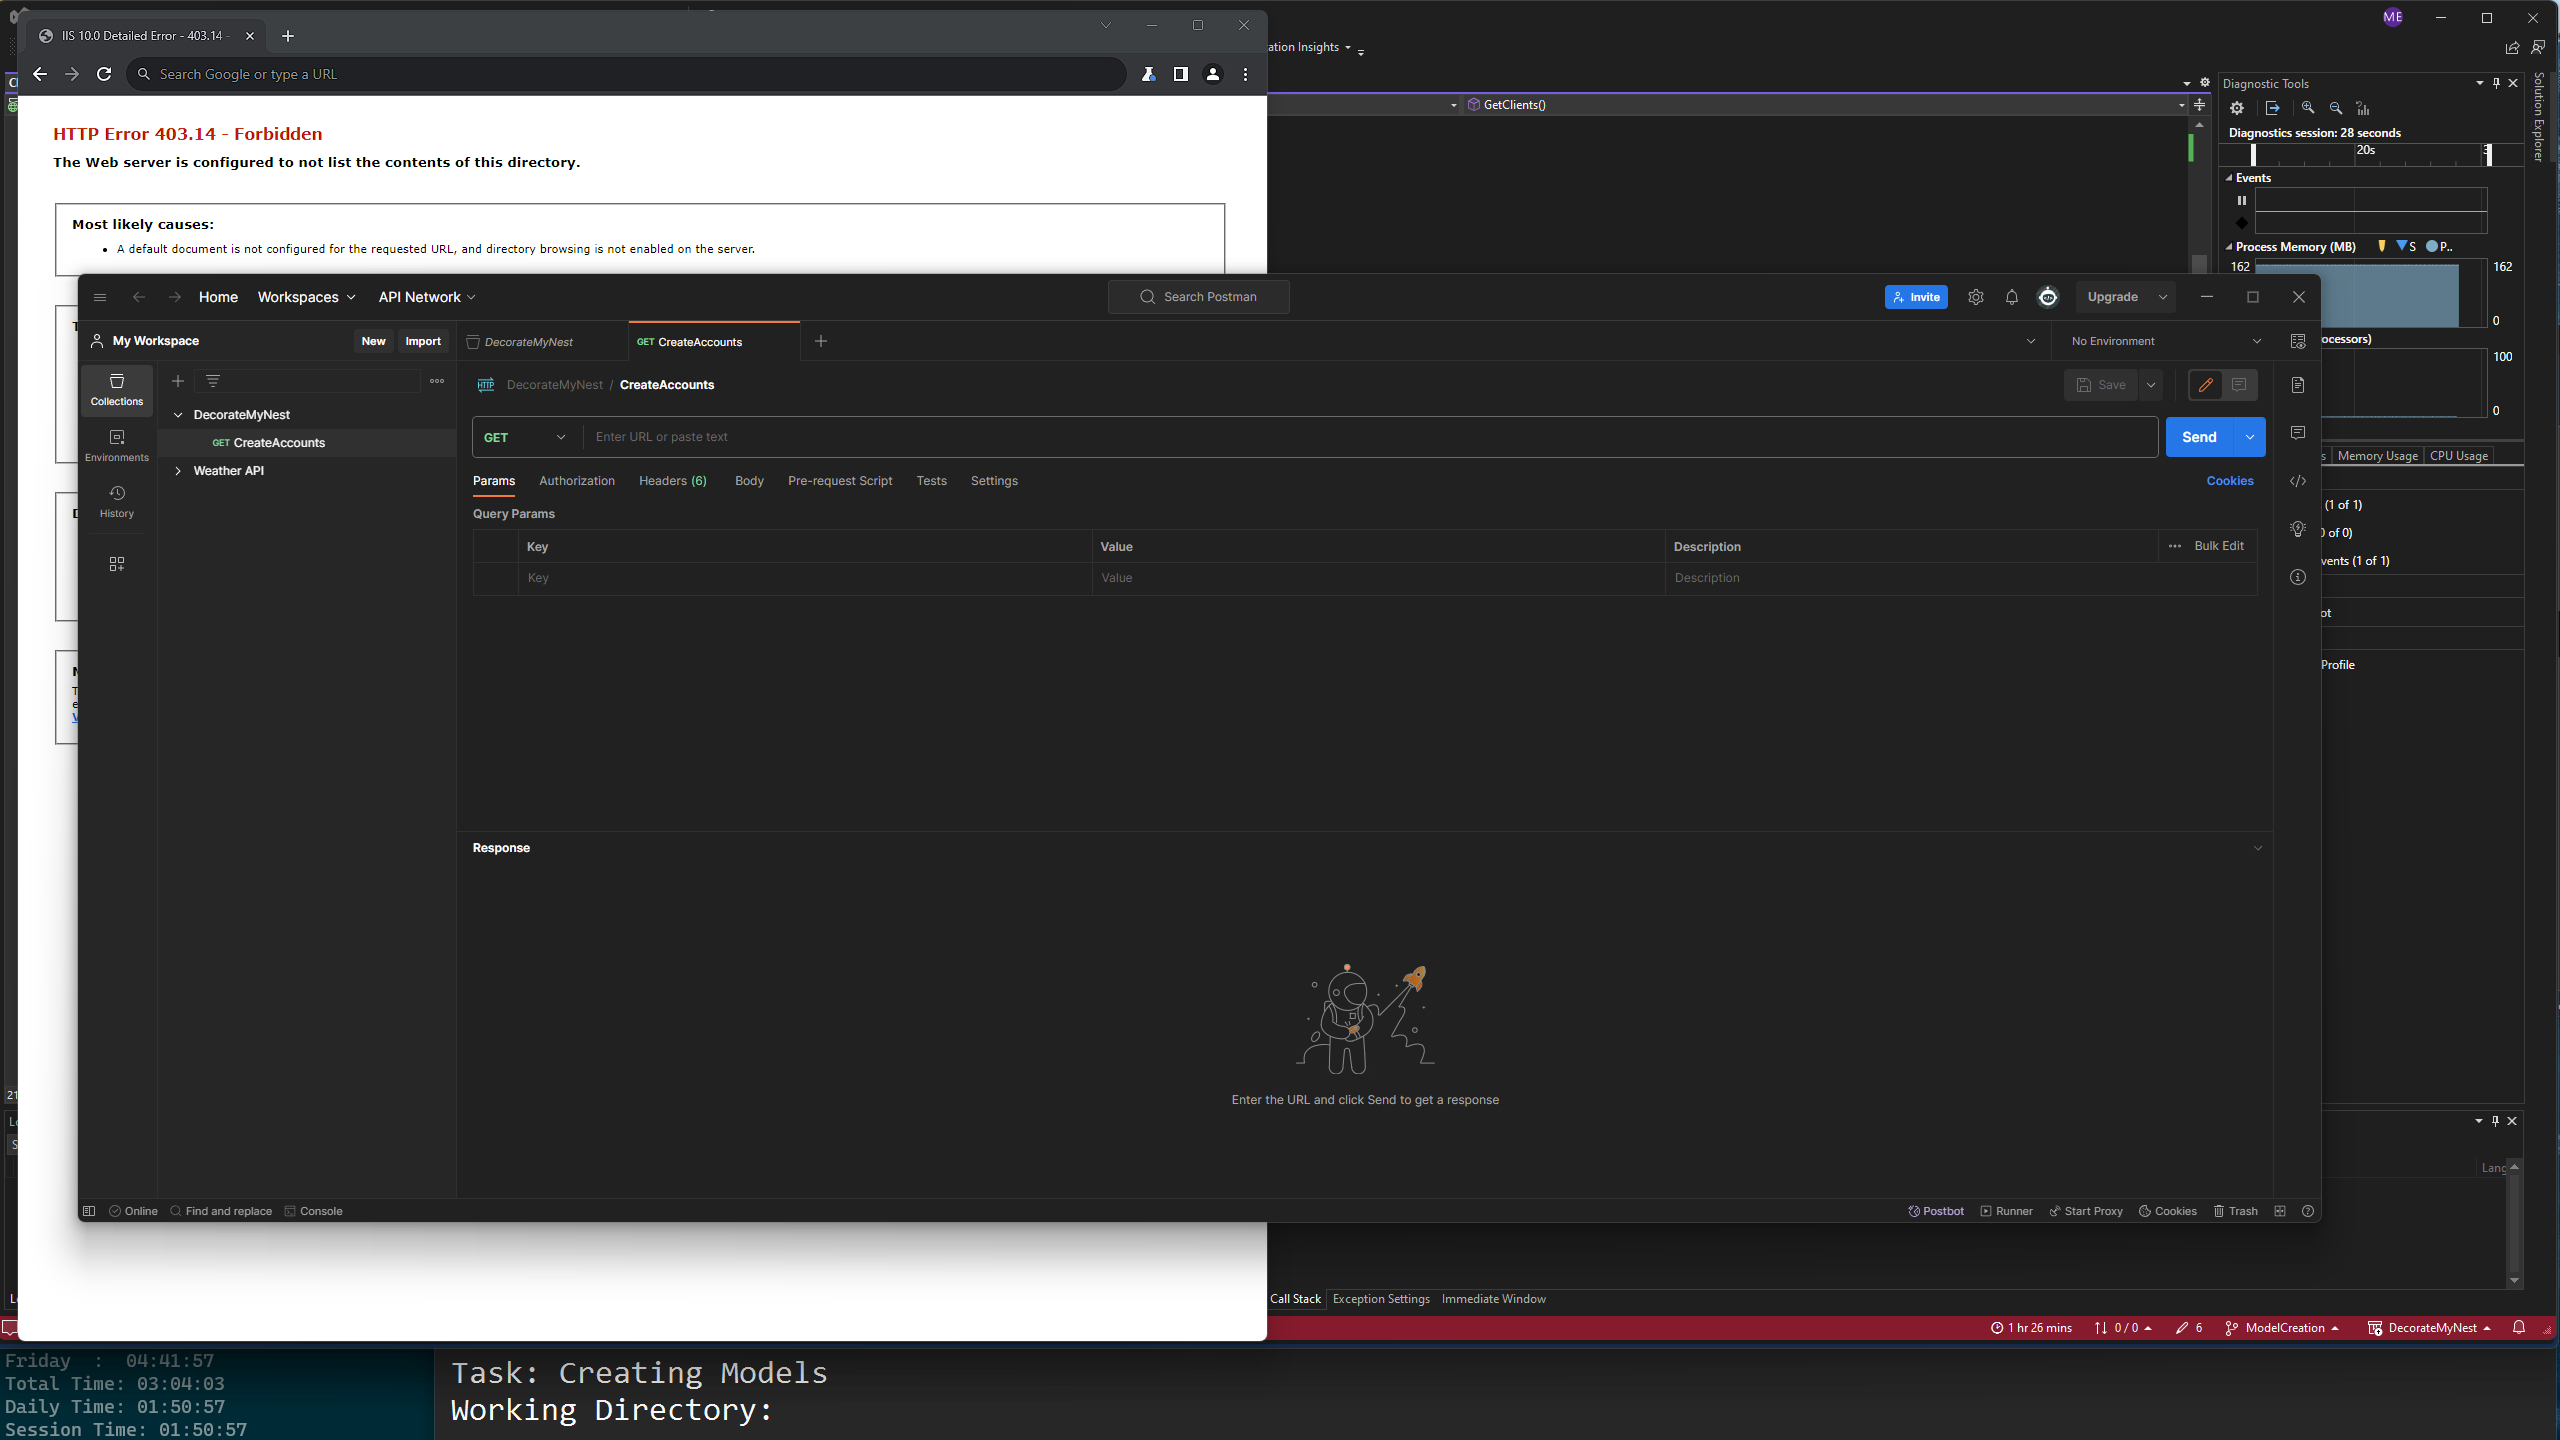 ME
IIS 10.0 Detailed Error - 403.14 -
ation Insights
Search Google or type a URL
GetClients()
Diagnostic Tools
Solution Explorer
HTTP Error 403.14 - Forbidden
The Web server is configured to not list the contents of this directory.
Diagnostics session: 28 seconds
20s
Events
Most likely causes:
A default document is not configured for the requested URL, and directory browsing is not enabled on the server.
Process Memory (MB) S P..
162 162
0
Home Workspaces API Network
Search Postman
Invite
Upgrade
ocessors)
100
0
My Workspace New Import
DecorateMyNest
GET CreateAccounts
No Environment
Collections
Environments
History
DecorateMyNest
GET CreateAccounts
Weather API
HTTP DecorateMyNest / CreateAccounts
Save
GET Enter URL or paste text Send
s Memory Usage CPU Usage
Params Authorization Headers (6) Body Pre-request Script Tests Settings Cookies
Query Params
(1 of 1)
0 of 0)
vents (1 of 1)
ot
Profile
Key Value Description Bulk Edit
Key Value Description
Response
Enter the URL and click Send to get a response
21
Lang
Online Find and replace Console
Postbot Runner Start Proxy Cookies Trash
Call Stack Exception Settings Immediate Window
1 hr 26 mins 0 / 0 6 ModelCreation DecorateMyNest
Friday : 04:41:57
Total Time: 03:04:03
Daily Time: 01:50:57
Session Time: 01:50:57
Task: Creating Models
Working Directory: